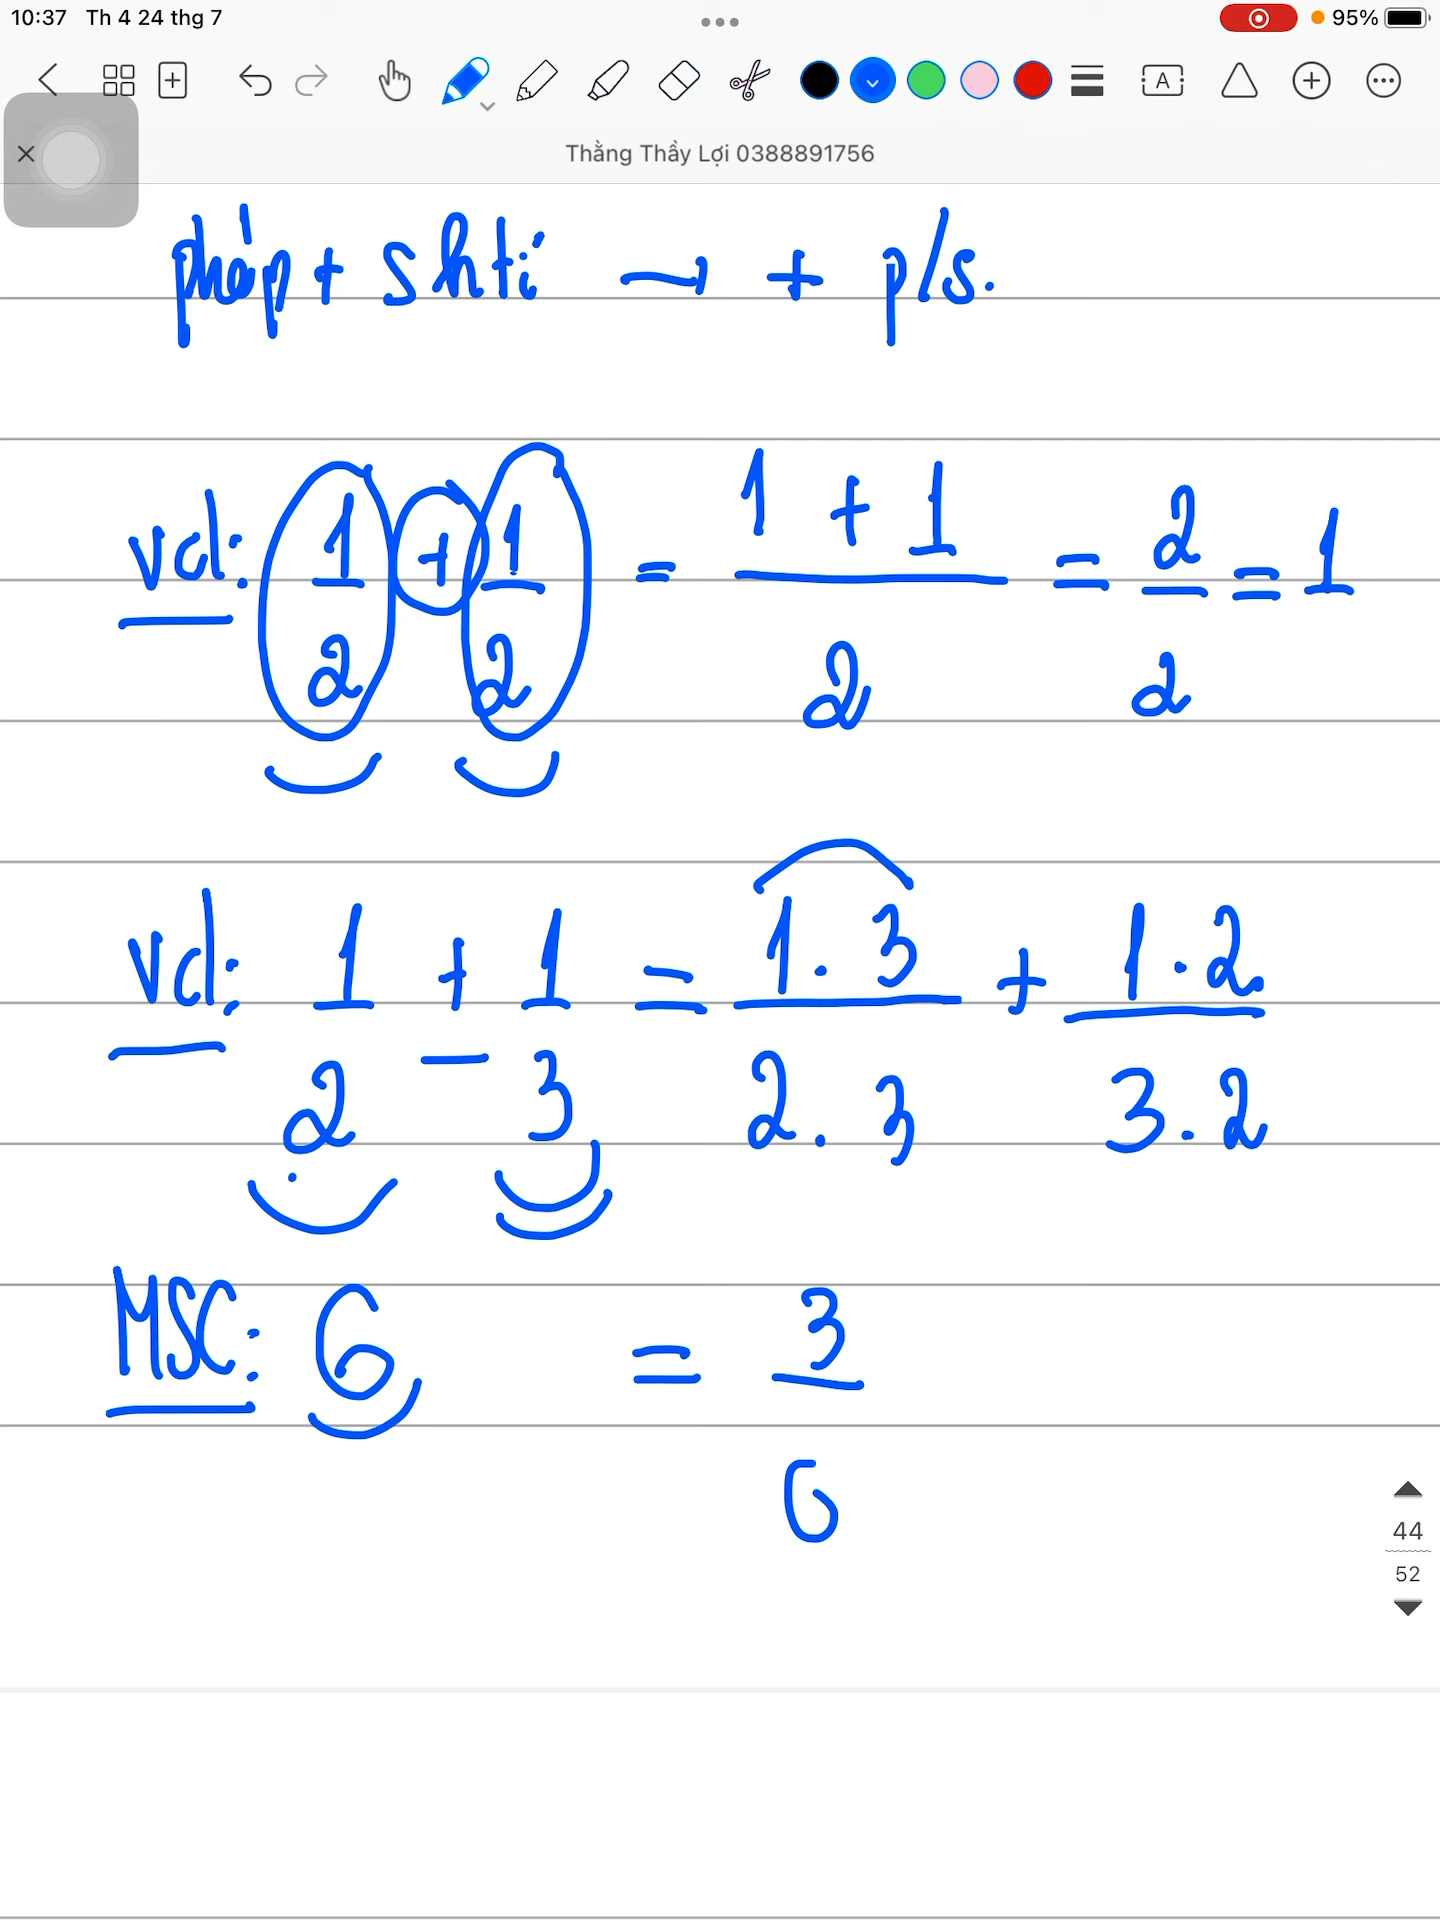 10:37 Th 4 24 thg 7
95%
A
Thằng Thầy Lợi 0388891756
phép + shtỉ → + p/s.
vd: 1/2 + 1/2 = (1 + 1)/2 = 2/2 = 1
vd: 1/2 + 1/3 = (1 . 3)/(2 . 3) + (1 . 2)/(3 . 2)
MSC: 6 = 3/6
44
52